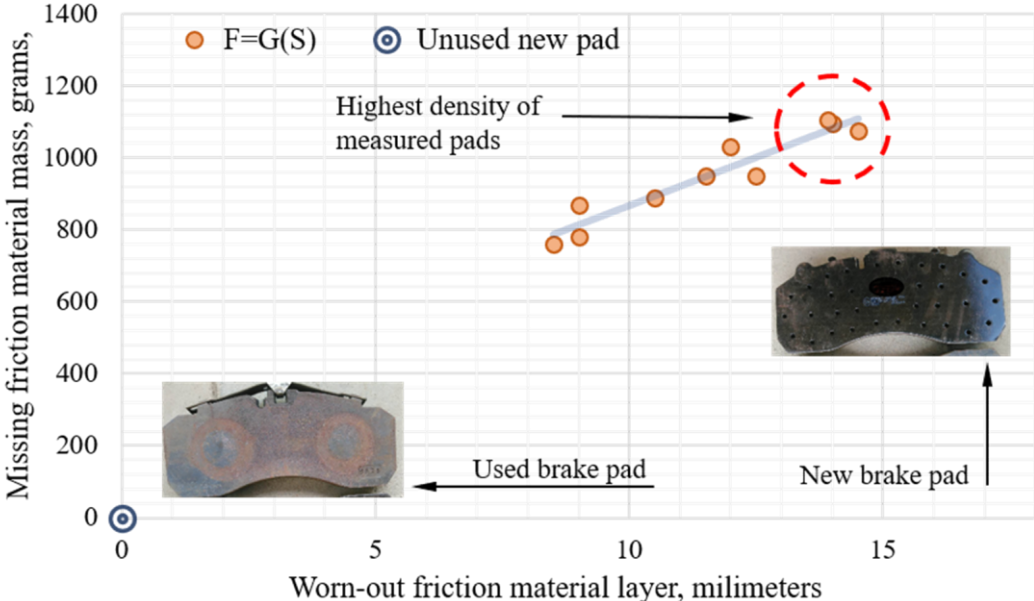 Missing friction material mass, grams,
1400
1200
1000
800
600
400
200
0
F=G(S)
Unused new pad
Highest density of
measured pads
Used brake pad
New brake pad
0
5
10
15
Worn-out friction material layer, milimeters